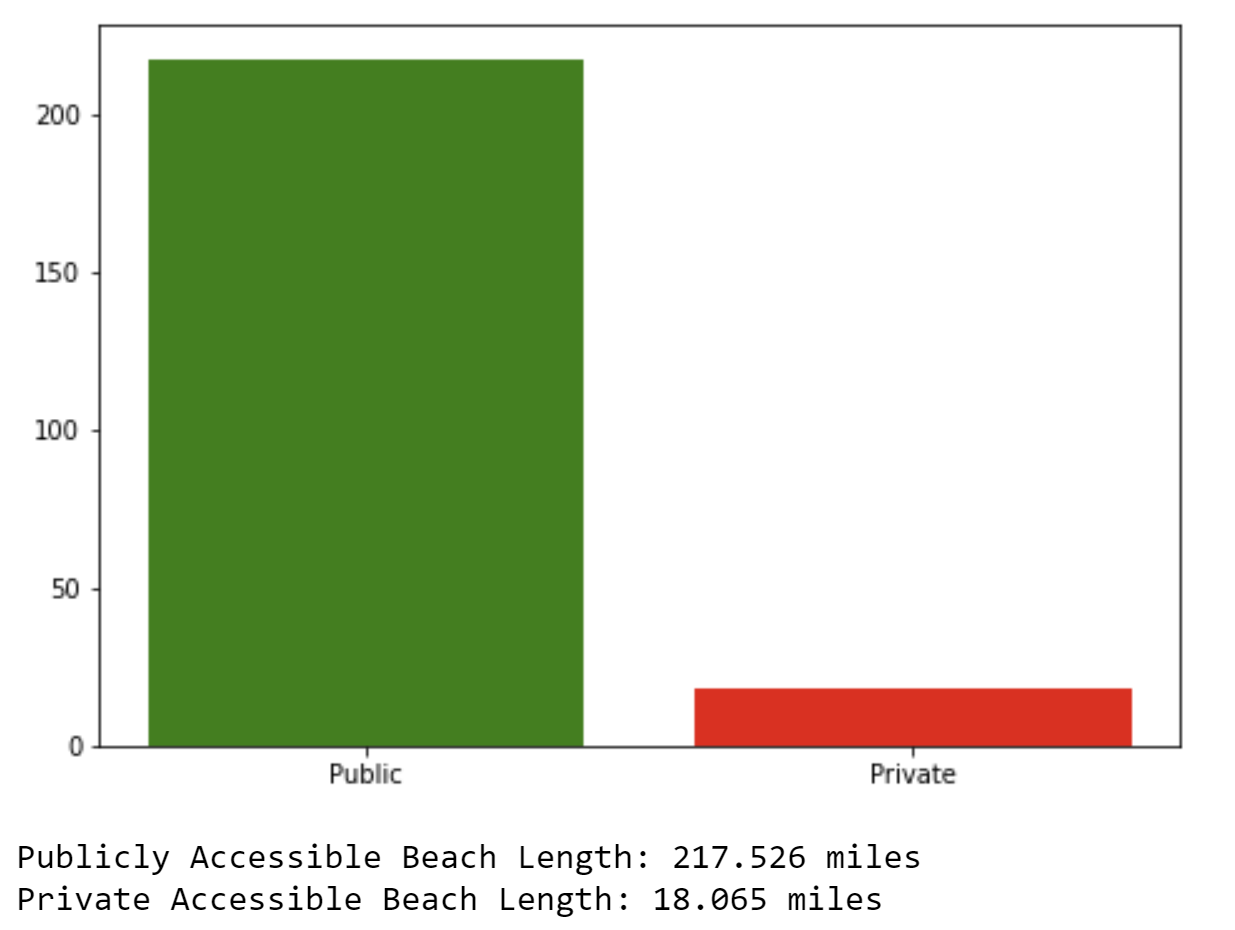 200
150
100
50
0
Public Private
Publicly Accessible Beach Length: 217.526 miles
Private Accessible Beach Length: 18.065 miles